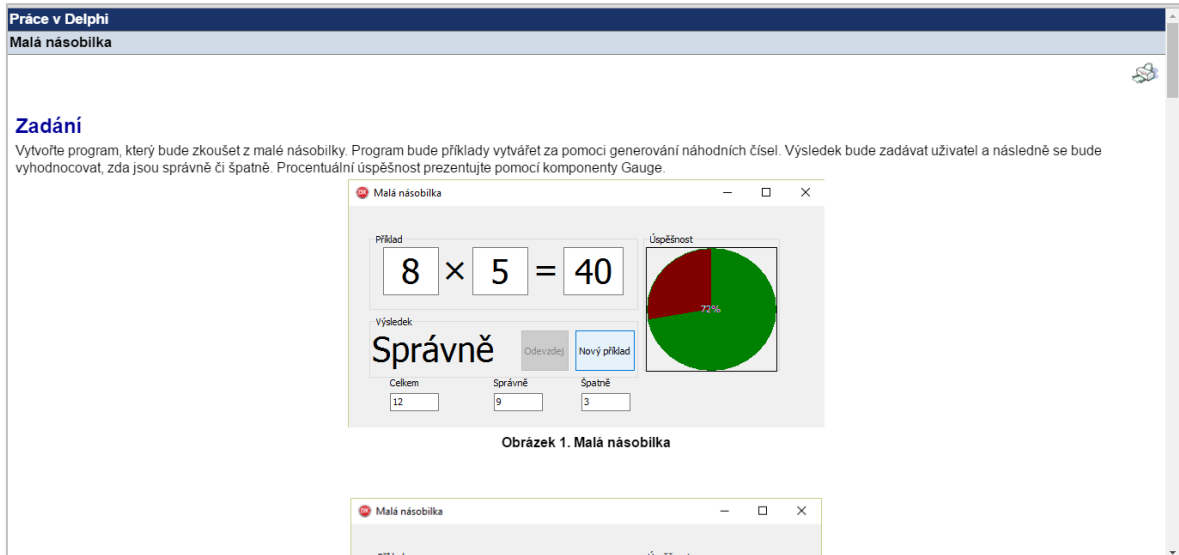 Práce v Delphi
Malá násobilka
Zadání
Vytvořte program, který bude zkoušet z malé násobilky. Program bude příklady vytvářet za pomoci generování náhodních čísel. Výsledek bude zadávat uživatel a následně se bude
vyhodnocovat, zda jsou správně či špatně. Procentuální úspěšnost prezentujte pomocí komponenty Gauge.
Malá násobilka
Příklad
Úspěšnost
8 × 5 = 40
72%
Výsledek
Správně
Odevzdej
Nový příklad
Celkem Správně Špatně
12 9 3
Obrázek 1. Malá násobilka
Malá násobilka